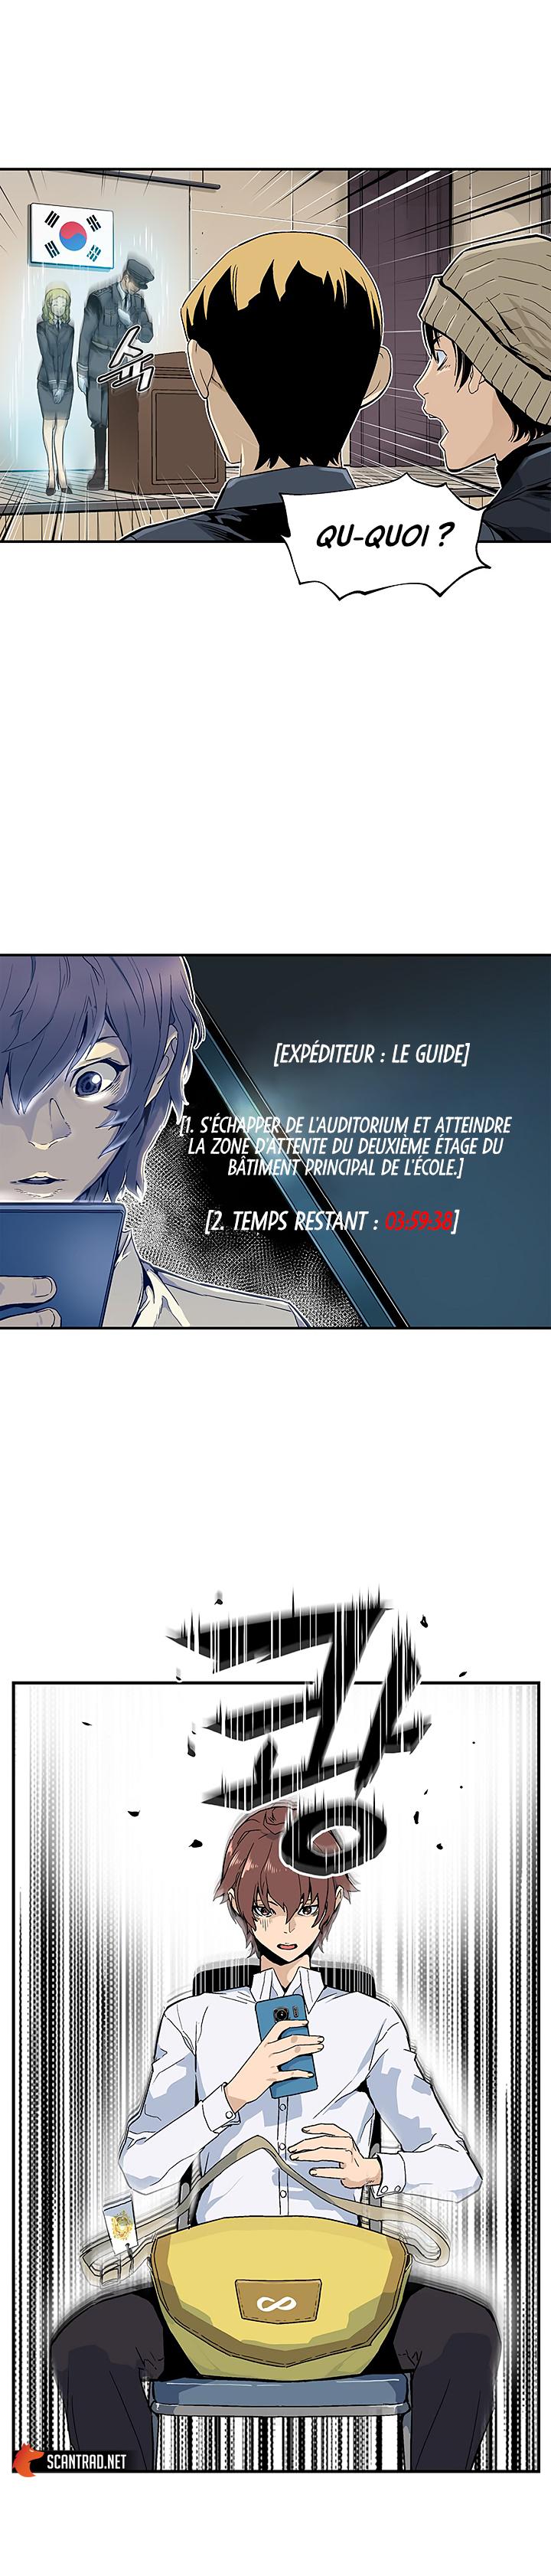 슉
QU-QUOI ?
[EXPÉDITEUR : LE GUIDE]
[1. S'ÉCHAPPER DE L'AUDITORIUM ET ATTEINDRE
LA ZONE D'ATTENTE DU DEUXIÈME ÉTAGE DU
BÂTIMENT PRINCIPAL DE L'ÉCOLE.]
[2. TEMPS RESTANT : 03:59:38]
쿵
SCANTRAD.NET